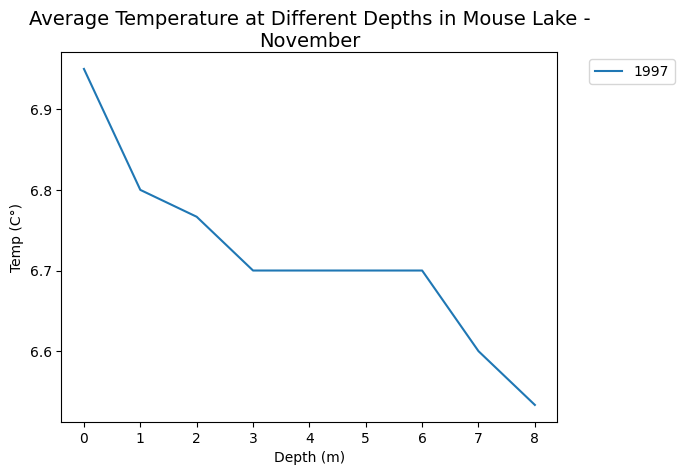 Average Temperature at Different Depths in Mouse Lake -
November
1997
6.9
6.8
6.7
6.6
Temp (C°)
0 1 2 3 4 5 6 7 8
Depth (m)